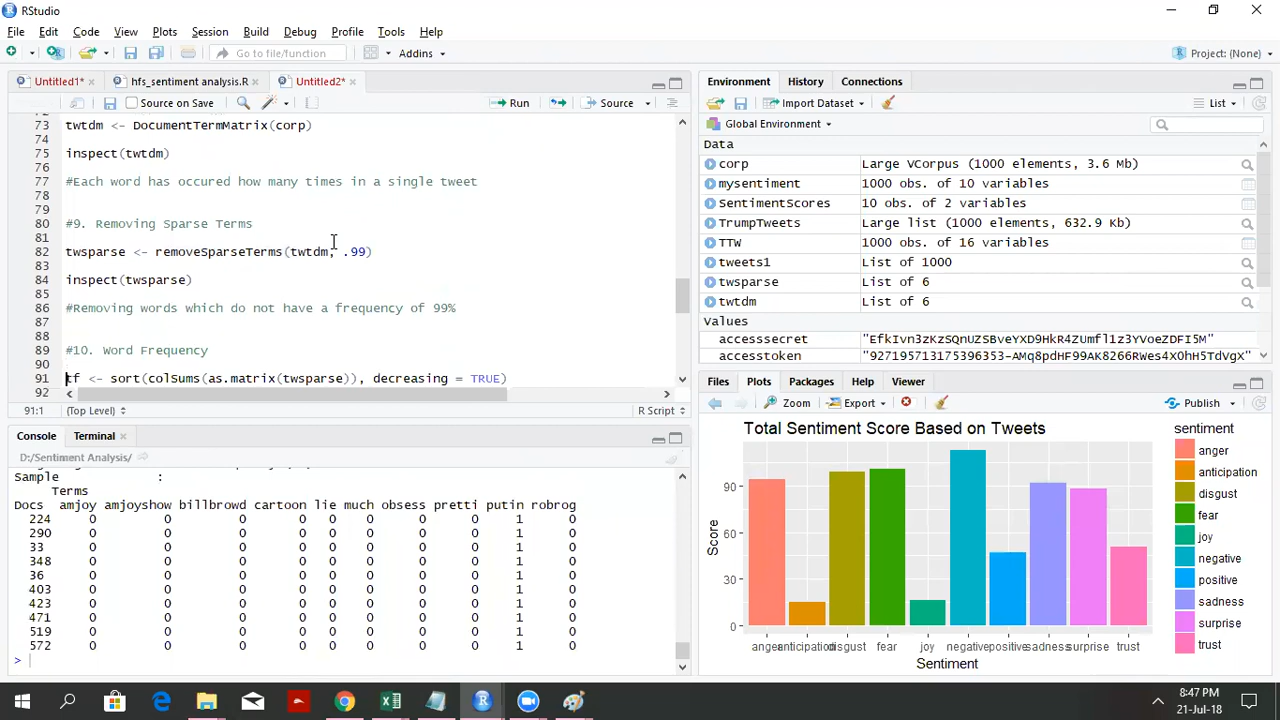 RStudio
File Edit Code View Plots Session Build Debug Profile Tools Help
Go to file/function Addins Project: (None)
Untitled1* hfs_sentiment analysis.R Untitled2*
Source on Save Run Source
73 twtdm <- DocumentTermMatrix(corp)
74
75 inspect(twtdm)
76
77 #Each word has occured how many times in a single tweet
78
79
80 #9. Removing Sparse Terms
81
82 twsparse <- removeSparseTerms(twtdm, .99)
83
84 inspect(twsparse)
85
86 #Removing words which do not have a frequency of 99%
87
88
89 #10. Word Frequency
90
91 tf <- sort(colSums(as.matrix(twsparse)), decreasing = TRUE)
92
91:1 (Top Level) R Script
Console Terminal
D:/Sentiment Analysis/
Sample :
Terms
Docs amjoy amjoyshow billbrowd cartoon lie much obsess pretti putin robrog
224 0 0 0 0 0 0 0 0 1 0
290 0 0 0 0 0 0 0 0 1 0
33 0 0 0 0 0 0 0 0 1 0
348 0 0 0 0 0 0 0 0 1 0
36 0 0 0 0 0 0 0 0 1 0
403 0 0 0 0 0 0 0 0 1 0
423 0 0 0 0 0 0 0 0 1 0
471 0 0 0 0 0 0 0 0 1 0
519 0 0 0 0 0 0 0 0 1 0
572 0 0 0 0 0 0 0 0 1 0
>
Environment History Connections
Import Dataset List
Global Environment
Data
corp Large VCorpus (1000 elements, 3.6 Mb)
mysentiment 1000 obs. of 10 variables
SentimentScores 10 obs. of 2 variables
TrumpTweets Large list (1000 elements, 632.9 Kb)
TTW 1000 obs. of 16 variables
tweets1 List of 1000
twsparse List of 6
twtdm List of 6
Values
accesssecret
accesstoken
Files Plots Packages Help Viewer
Zoom Export Publish
Total Sentiment Score Based on Tweets
Score
90
60
30
0
anger anticipation disgust fear joy negative positive sadness surprise trust
Sentiment
sentiment
anger
anticipation
disgust
fear
joy
negative
positive
sadness
surprise
trust
8:47 PM
21-Jul-18